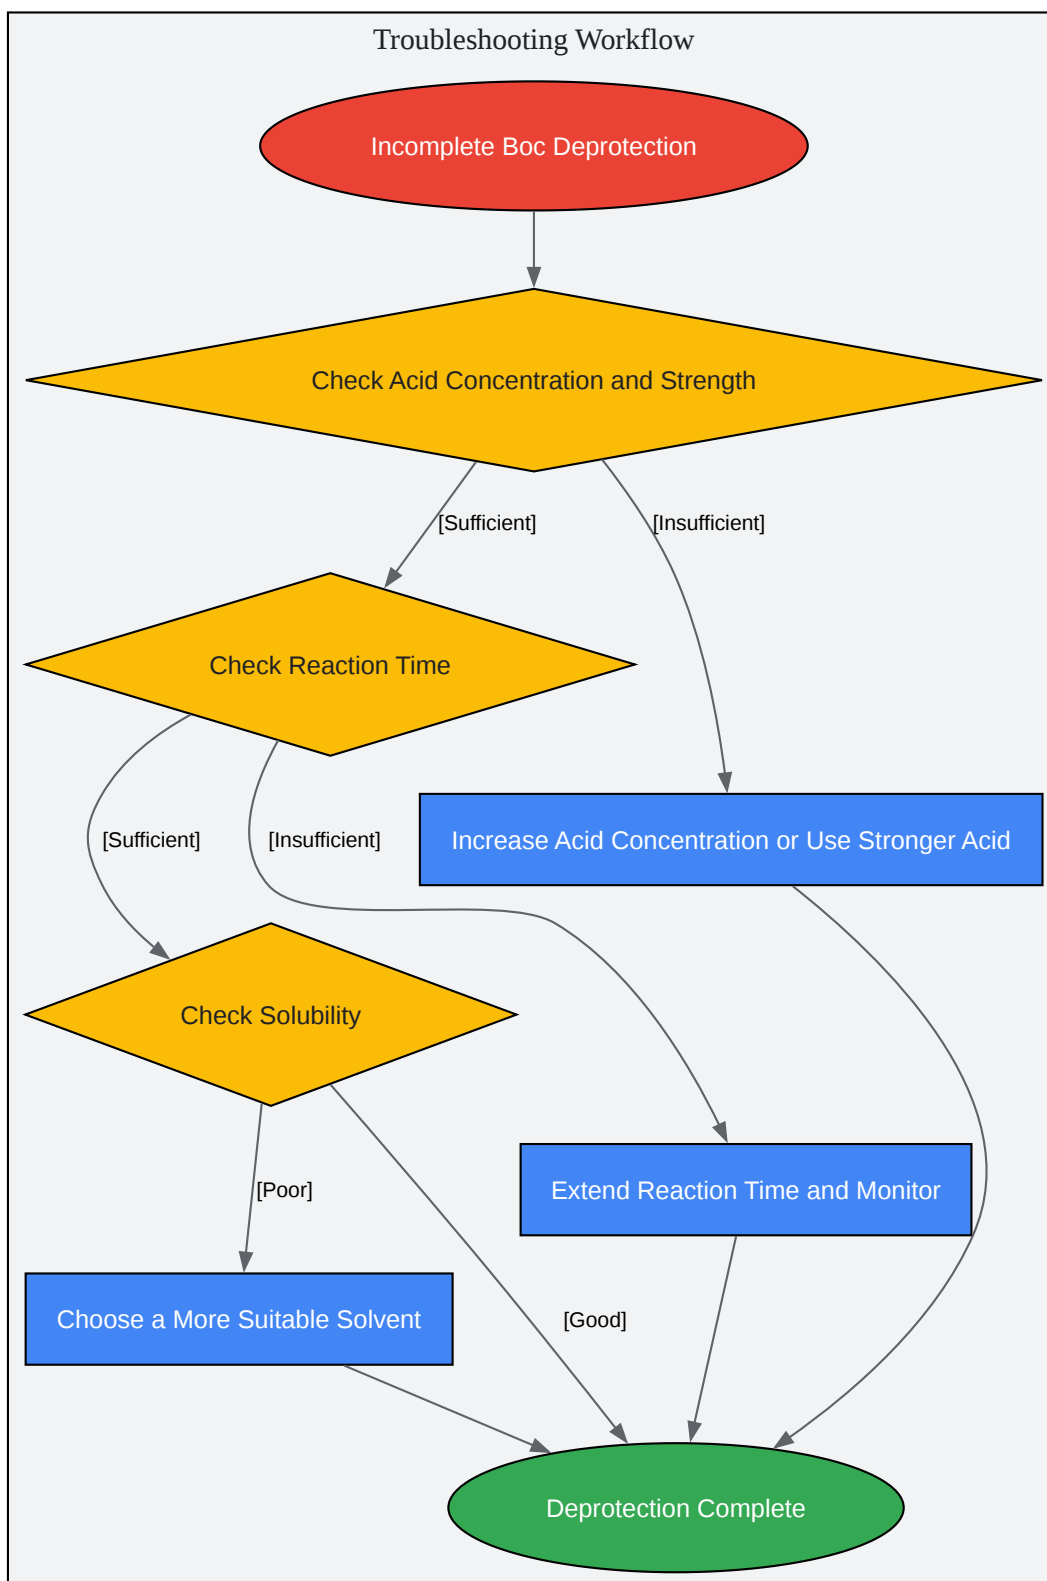 Troubleshooting Workflow
Incomplete Boc Deprotection
Check Acid Concentration and Strength
[Sufficient]
[Insufficient]
Check Reaction Time
[Sufficient]
[Insufficient]
Increase Acid Concentration or Use Stronger Acid
Check Solubility
[Poor]
Extend Reaction Time and Monitor
Choose a More Suitable Solvent
[Good]
Deprotection Complete